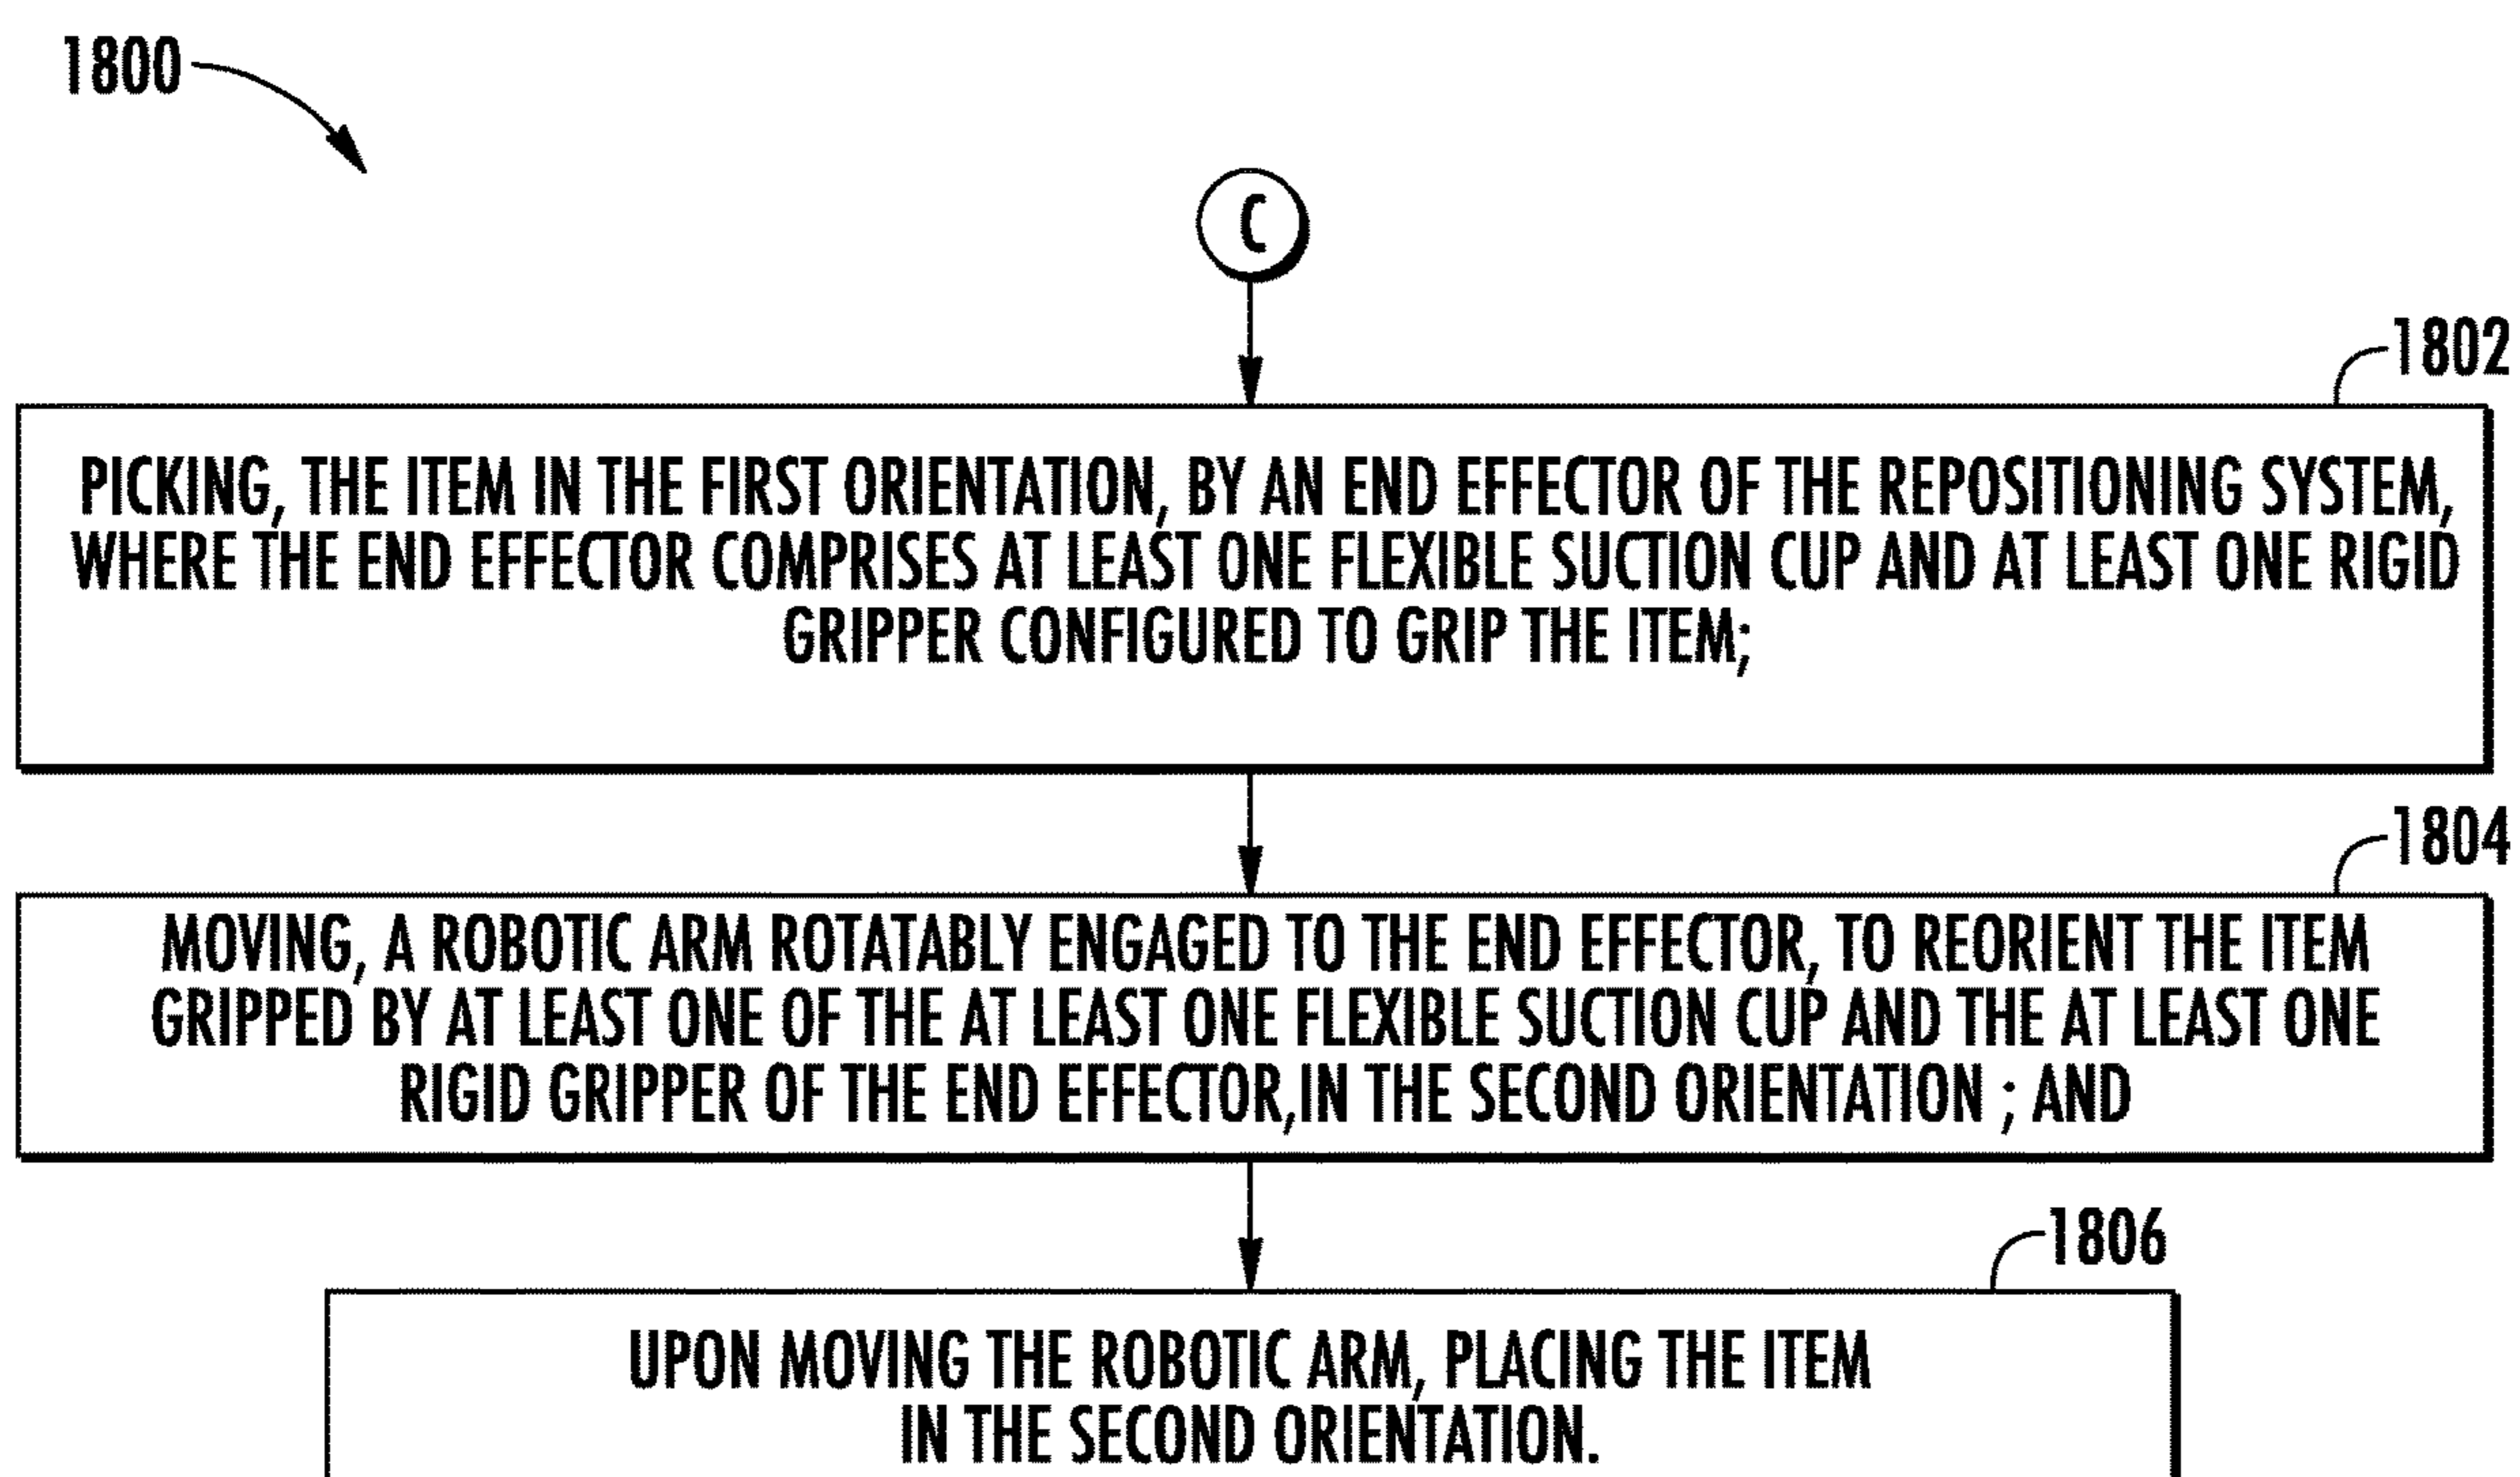 1800
C
1802
PICKING, THE ITEM IN THE FIRST ORIENTATION, BY AN END EFFECTOR OF THE REPOSITIONING SYSTEM,
WHERE THE END EFFECTOR COMPRISES AT LEAST ONE FLEXIBLE SUCTION CUP AND AT LEAST ONE RIGID
GRIPPER CONFIGURED TO GRIP THE ITEM;
1804
MOVING, A ROBOTIC ARM ROTATABLY ENGAGED TO THE END EFFECTOR, TO REORIENT THE ITEM
GRIPPED BY AT LEAST ONE OF THE AT LEAST ONE FLEXIBLE SUCTION CUP AND THE AT LEAST ONE
RIGID GRIPPER OF THE END EFFECTOR,IN THE SECOND ORIENTATION ; AND
1806
UPON MOVING THE ROBOTIC ARM, PLACING THE ITEM
IN THE SECOND ORIENTATION.